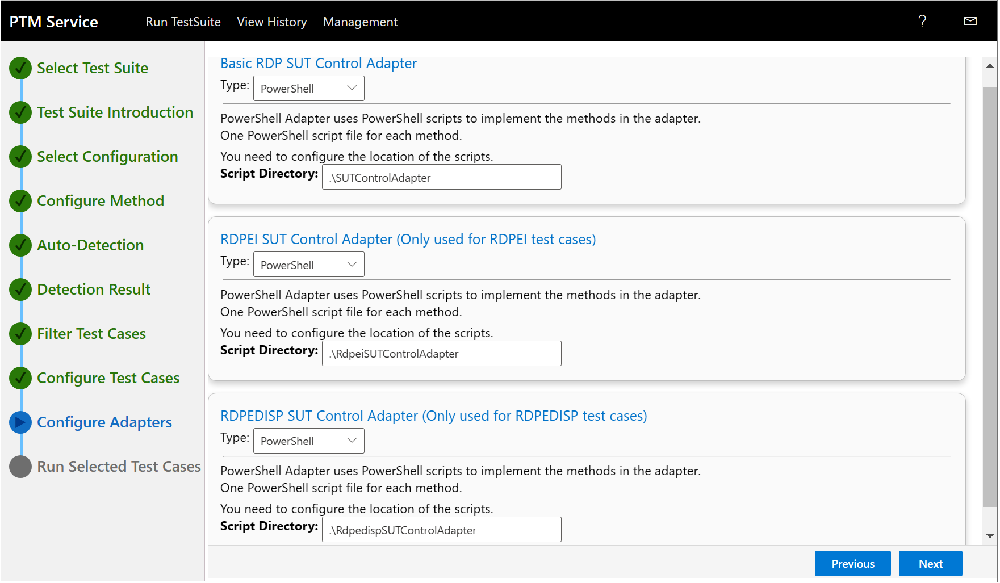 PTM Service
Run TestSuite
View History
Management
?
Select Test Suite
Test Suite Introduction
Select Configuration
Configure Method
Auto-Detection
Detection Result
Filter Test Cases
Configure Test Cases
Configure Adapters
Run Selected Test Cases
Basic RDP SUT Control Adapter
Type: PowerShell
PowerShell Adapter uses PowerShell scripts to implement the methods in the adapter.
One PowerShell script file for each method.
You need to configure the location of the scripts.
Script Directory: .\SUTControlAdapter
RDPEI SUT Control Adapter (Only used for RDPEI test cases)
Type: PowerShell
PowerShell Adapter uses PowerShell scripts to implement the methods in the adapter.
One PowerShell script file for each method.
You need to configure the location of the scripts.
Script Directory: .\RdpeiSUTControlAdapter
RDPEDISP SUT Control Adapter (Only used for RDPEDISP test cases)
Type: PowerShell
PowerShell Adapter uses PowerShell scripts to implement the methods in the adapter.
One PowerShell script file for each method.
You need to configure the location of the scripts.
Script Directory: .\RdpedispSUTControlAdapter
Previous
Next